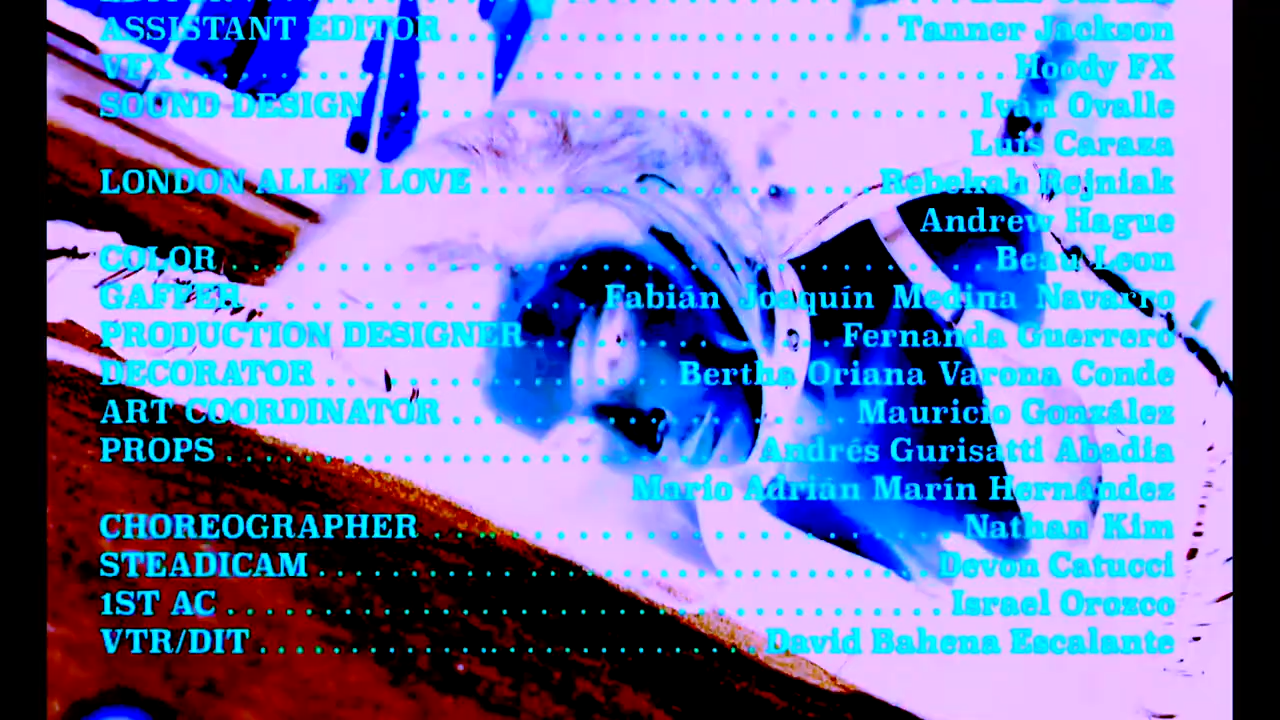 ASSISTANT EDITOR Tanner Jackson
VFX Hoody FX
SOUND DESIGN Ivan Ovalle
Luis Caraza
LONDON ALLEY LOVE Rebekah Bejniak
Andrew Hague
COLOR Beau Leon
GAFFER Fabián Joaquín Medina Navarro
PRODUCTION DESIGNER Fernanda Guerrero
DECORATOR Bertha Oriana Varona Conde
ART COORDINATOR Mauricio González
PROPS Andrés Gurisatti Abadía
Mario Adrián Marín Hernández
CHOREOGRAPHER Nathan Kim
STEADICAM Devon Catucci
1ST AC Israel Orozco
VTR/DIT David Bahena Escalante